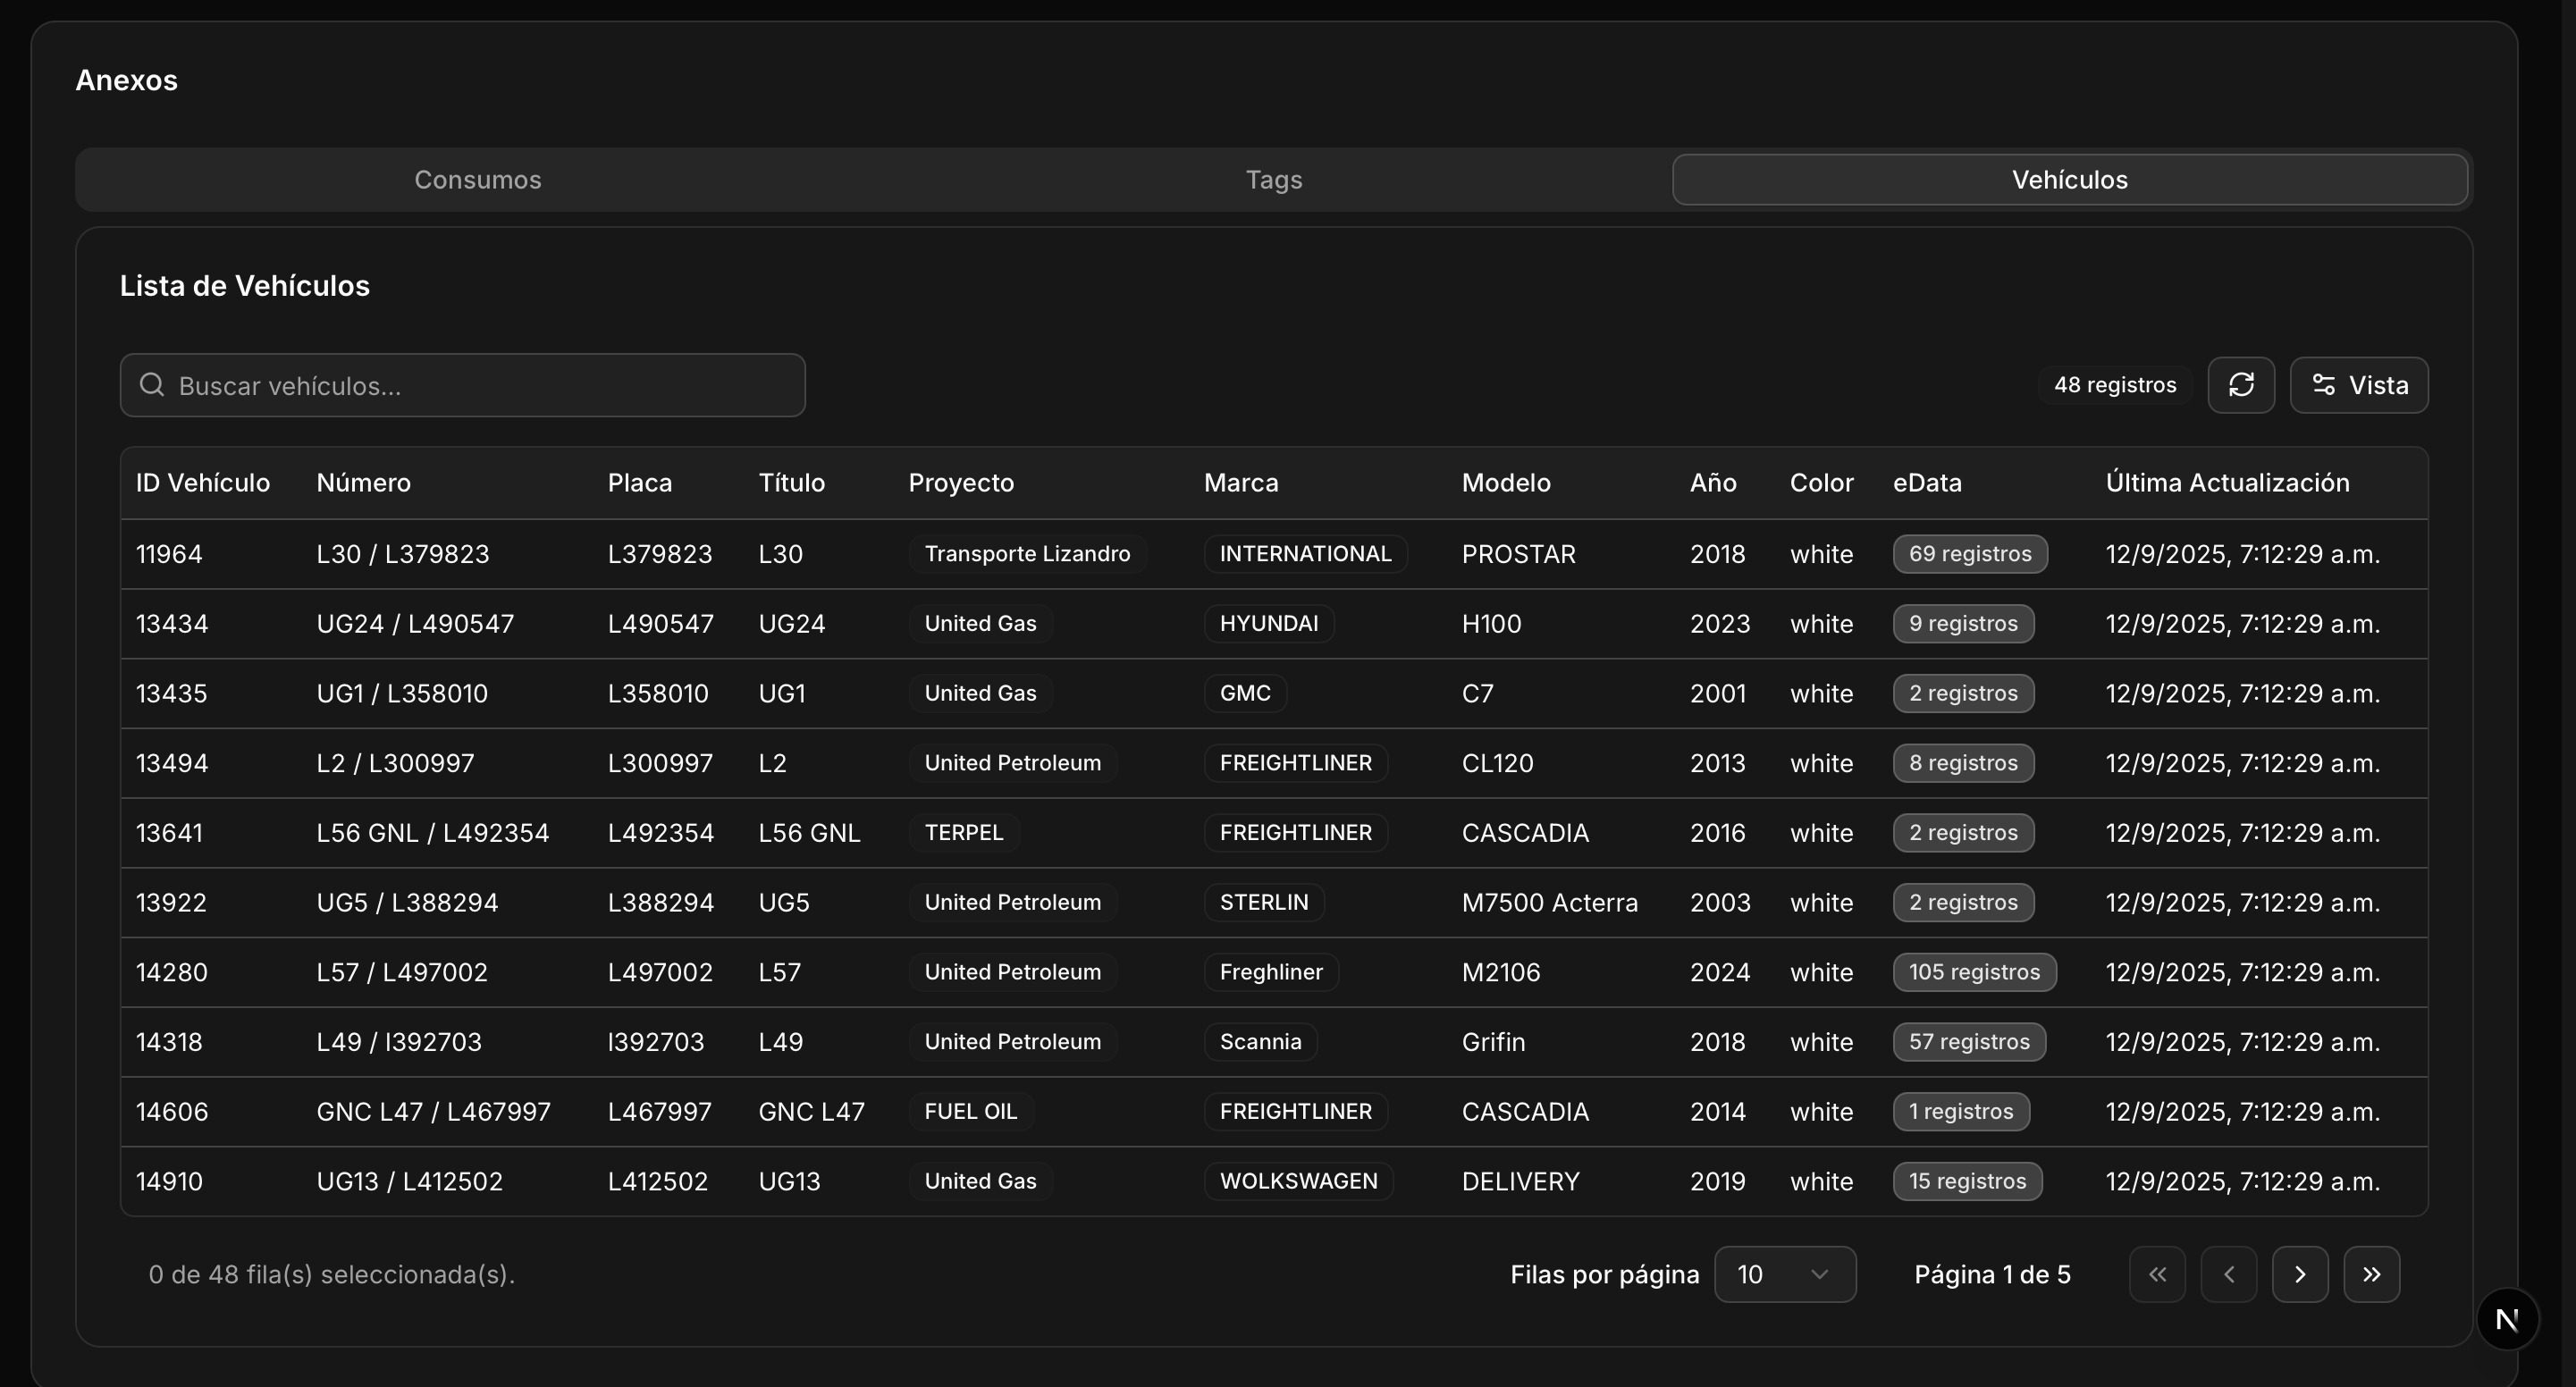 Anexos
Consumos Tags Vehículos
Lista de Vehículos
Buscar vehículos... 48 registros Vista
ID Vehículo Número Placa Título Proyecto Marca Modelo Año Color eData Última Actualización
11964 L30 / L379823 L379823 L30 Transporte Lizandro INTERNATIONAL PROSTAR 2018 white 69 registros 12/9/2025, 7:12:29 a.m.
13434 UG24 / L490547 L490547 UG24 United Gas HYUNDAI H100 2023 white 9 registros 12/9/2025, 7:12:29 a.m.
13435 UG1 / L358010 L358010 UG1 United Gas GMC C7 2001 white 2 registros 12/9/2025, 7:12:29 a.m.
13494 L2 / L300997 L300997 L2 United Petroleum FREIGHTLINER CL120 2013 white 8 registros 12/9/2025, 7:12:29 a.m.
13641 L56 GNL / L492354 L492354 L56 GNL TERPEL FREIGHTLINER CASCADIA 2016 white 2 registros 12/9/2025, 7:12:29 a.m.
13922 UG5 / L388294 L388294 UG5 United Petroleum STERLIN M7500 Acterra 2003 white 2 registros 12/9/2025, 7:12:29 a.m.
14280 L57 / L497002 L497002 L57 United Petroleum Freghliner M2106 2024 white 105 registros 12/9/2025, 7:12:29 a.m.
14318 L49 / l392703 l392703 L49 United Petroleum Scannia Grifin 2018 white 57 registros 12/9/2025, 7:12:29 a.m.
14606 GNC L47 / L467997 L467997 GNC L47 FUEL OIL FREIGHTLINER CASCADIA 2014 white 1 registros 12/9/2025, 7:12:29 a.m.
14910 UG13 / L412502 L412502 UG13 United Gas WOLKSWAGEN DELIVERY 2019 white 15 registros 12/9/2025, 7:12:29 a.m.
0 de 48 fila(s) seleccionada(s). Filas por página 10 Página 1 de 5
N